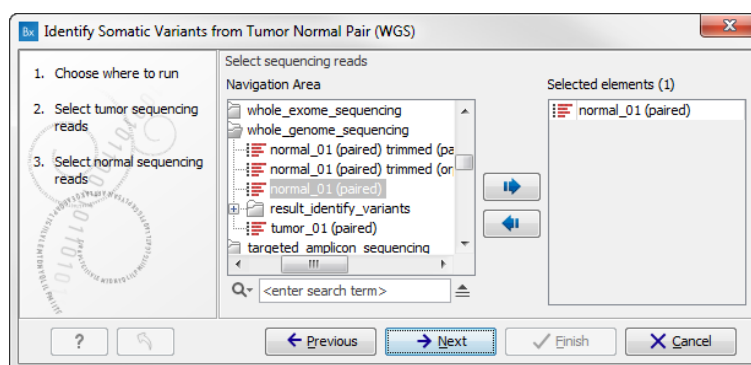 Bx Identify Somatic Variants from Tumor Normal Pair (WGS)
1. Choose where to run
2. Select tumor sequencing
reads
3. Select normal sequencing
reads
Select sequencing reads
Navigation Area
whole_exome_sequencing
whole_genome_sequencing
normal_01 (paired) trimmed (pa
normal_01 (paired) trimmed (or
normal_01 (paired)
result_identify_variants
tumor_01 (paired)
targeted_amplicon_sequencing
<enter search term>
Selected elements (1)
normal_01 (paired)
?
Previous
Next
Finish
Cancel